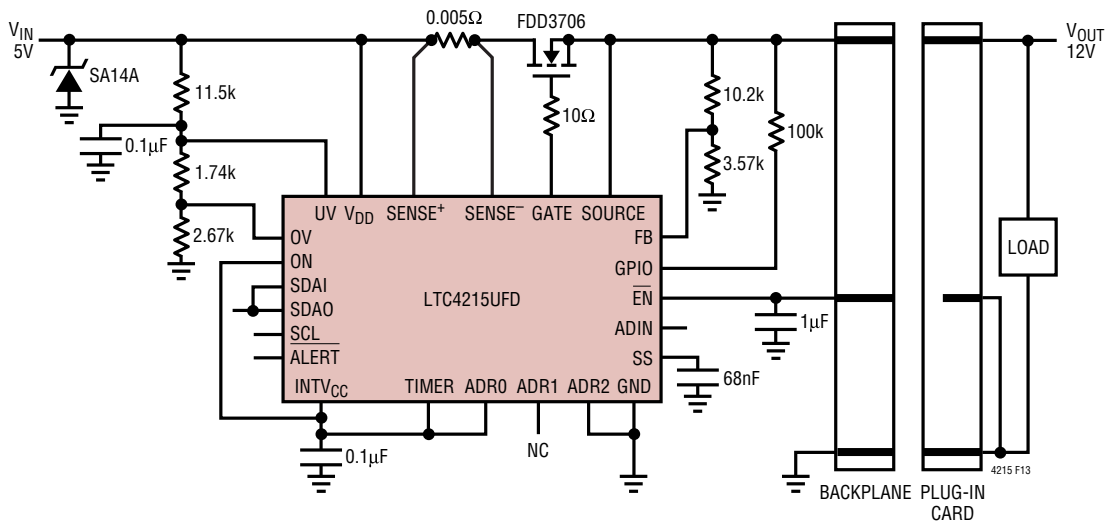 0.005Ω
FDD3706
VIN
5V
VOUT
12V
SA14A
11.5k
10Ω
10.2k
100k
0.1µF
1.74k
3.57k
2.67k
UV VDD SENSE+ SENSE– GATE SOURCE
OV
FB
ON
GPIO
SDAI
LTC4215UFD
EN
SDAO
ADIN
SCL
1µF
ALERT
SS
68nF
INTVCC TIMER ADR0 ADR1 ADR2 GND
LOAD
0.1µF
NC
4215 F13
BACKPLANE
PLUG-IN
CARD